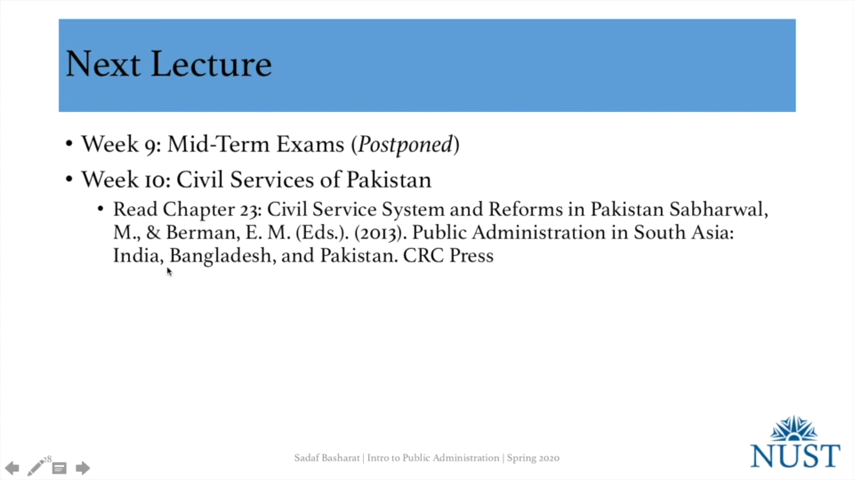 Next Lecture
• Week 9: Mid-Term Exams (Postponed)
• Week 10: Civil Services of Pakistan
• Read Chapter 23: Civil Service System and Reforms in Pakistan Sabharwal,
M., & Berman, E. M. (Eds.). (2013). Public Administration in South Asia:
India, Bangladesh, and Pakistan. CRC Press
Sadaf Basharat | Intro to Public Administration | Spring 2020
NUST